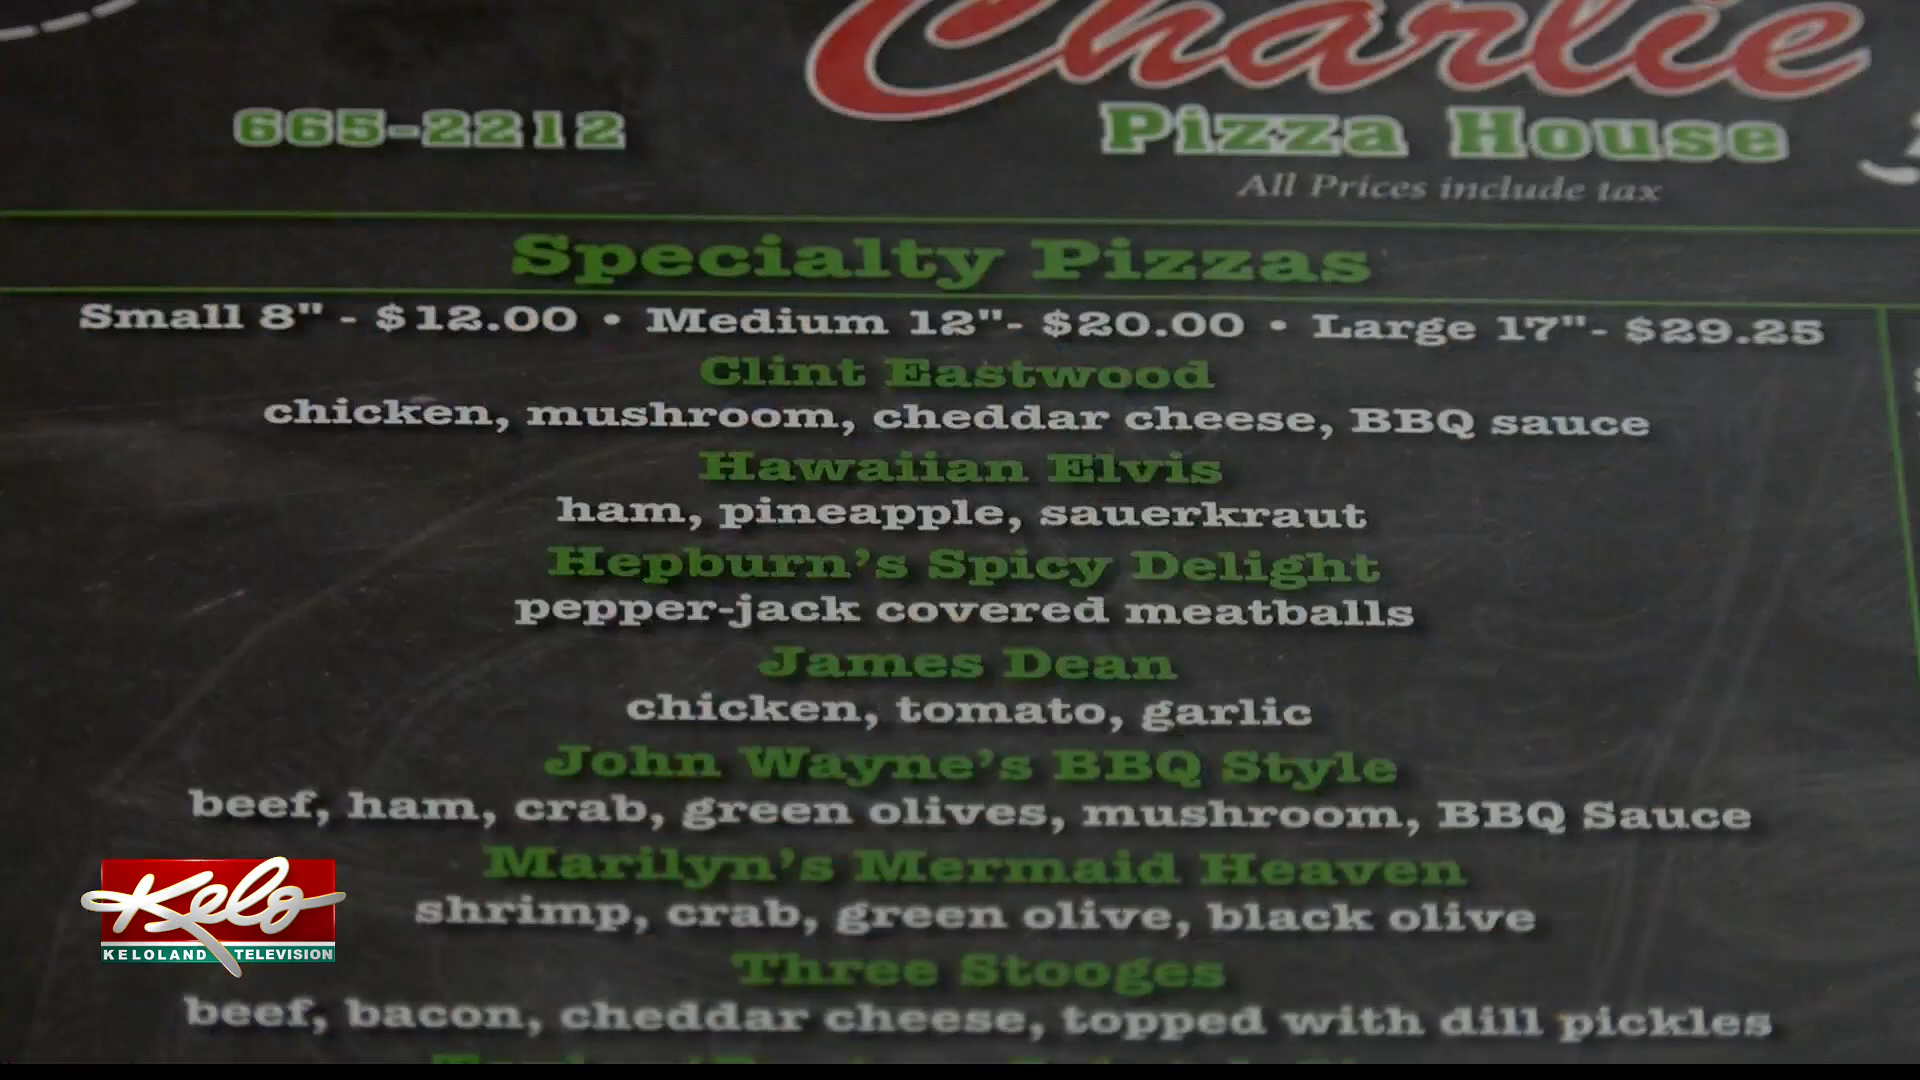 Charlie
665-2212
Pizza House
All Prices include tax
Specialty Pizzas
Small 8" - $12.00 • Medium 12"- $20.00 • Large 17"- $29.25
Clint Eastwood
chicken, mushroom, cheddar cheese, BBQ sauce
Hawaiian Elvis
ham, pineapple, sauerkraut
Hepburn's Spicy Delight
pepper-jack covered meatballs
James Dean
chicken, tomato, garlic
John Wayne's BBQ Style
beef, ham, crab, green olives, mushroom, BBQ Sauce
Marilyn's Mermaid Heaven
shrimp, crab, green olive, black olive
Three Stooges
beef, bacon, cheddar cheese, topped with dill pickles
Kelo
KELOLAND TELEVISION